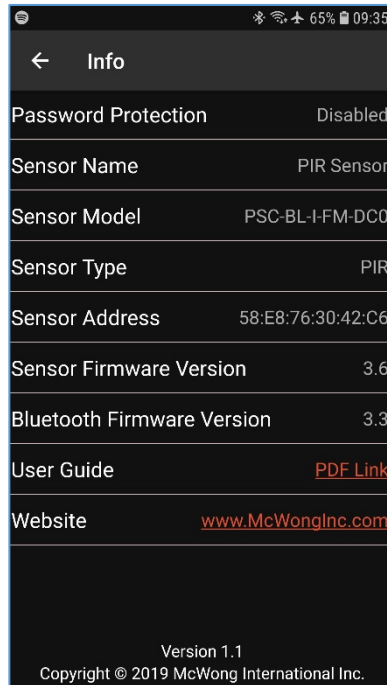 65% 09:35
Info
Password Protection Disabled
Sensor Name PIR Sensor
Sensor Model PSC-BL-I-FM-DC0
Sensor Type PIR
Sensor Address 58:E8:76:30:42:C6
Sensor Firmware Version 3.6
Bluetooth Firmware Version 3.3
User Guide PDF Link
Website www.McWongInc.com
Version 1.1
Copyright © 2019 McWong International Inc.